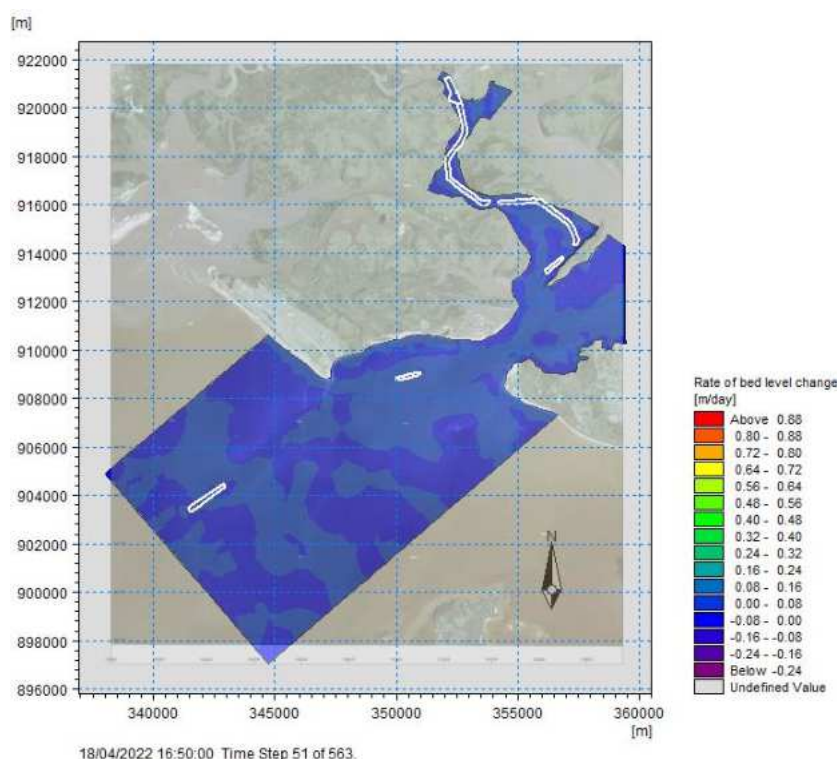 [m]
922000
920000
918000
916000
914000
912000
910000
908000
906000
904000
902000
900000
898000
896000
340000 345000 350000 355000 360000
[m]
18/04/2022 16:50:00 Time Step 51 of 563.
Rate of bed level change
[m/day]
Above 0.88
0.80 - 0.88
0.72 - 0.80
0.64 - 0.72
0.56 - 0.64
0.48 - 0.56
0.40 - 0.48
0.32 - 0.40
0.24 - 0.32
0.16 - 0.24
0.08 - 0.16
0.00 - 0.08
-0.08 - 0.00
-0.16 - -0.08
-0.24 - -0.16
Below -0.24
Undefined Value